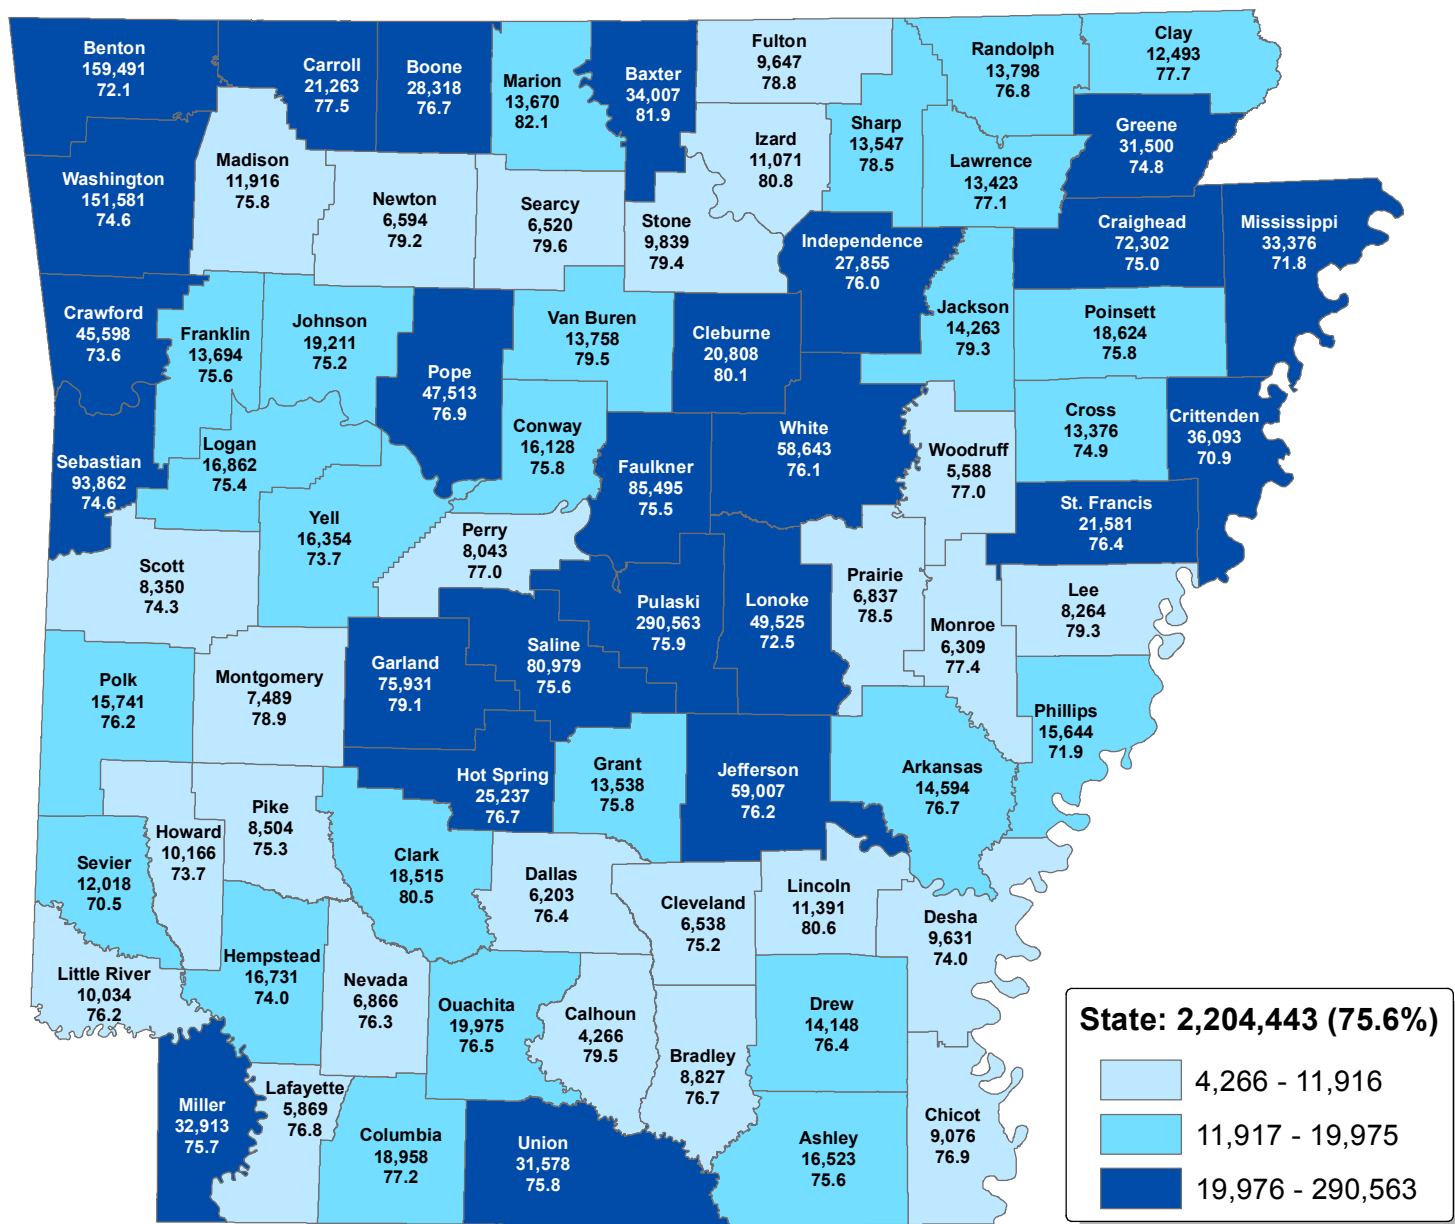 Benton
159,491
72.1
Carroll
21,263
77.5
Boone
28,318
76.7
Marion
13,670
82.1
Baxter
34,007
81.9
Fulton
9,647
78.8
Randolph
13,798
76.8
Clay
12,493
77.7
Washington
151,581
74.6
Madison
11,916
75.8
Newton
6,594
79.2
Searcy
6,520
79.6
Stone
9,839
79.4
Izard
11,071
80.8
Sharp
13,547
78.5
Lawrence
13,423
77.1
Greene
31,500
74.8
Independence
27,855
76.0
Craighead
72,302
75.0
Mississippi
33,376
71.8
Crawford
45,598
73.6
Franklin
13,694
75.6
Johnson
19,211
75.2
Pope
47,513
76.9
Van Buren
13,758
79.5
Cleburne
20,808
80.1
Jackson
14,263
79.3
Poinsett
18,624
75.8
Sebastian
93,862
74.6
Logan
16,862
75.4
Conway
16,128
75.8
Faulkner
85,495
75.5
White
58,643
76.1
Woodruff
5,588
77.0
Cross
13,376
74.9
Crittenden
36,093
70.9
St. Francis
21,581
76.4
Scott
8,350
74.3
Yell
16,354
73.7
Perry
8,043
77.0
Pulaski
290,563
75.9
Lonoke
49,525
72.5
Prairie
6,837
78.5
Monroe
6,309
77.4
Lee
8,264
79.3
Polk
15,741
76.2
Montgomery
7,489
78.9
Garland
75,931
79.1
Saline
80,979
75.6
Phillips
15,644
71.9
Hot Spring
25,237
76.7
Grant
13,538
75.8
Jefferson
59,007
76.2
Arkansas
14,594
76.7
Sevier
12,018
70.5
Howard
10,166
73.7
Pike
8,504
75.3
Clark
18,515
80.5
Dallas
6,203
76.4
Cleveland
6,538
75.2
Lincoln
11,391
80.6
Desha
9,631
74.0
Little River
10,034
76.2
Hempstead
16,731
74.0
Nevada
6,866
76.3
Ouachita
19,975
76.5
Calhoun
4,266
79.5
Bradley
8,827
76.7
Drew
14,148
76.4
Miller
32,913
75.7
Lafayette
5,869
76.8
Columbia
18,958
77.2
Union
31,578
75.8
Ashley
16,523
75.6
Chicot
9,076
76.9
State: 2,204,443 (75.6%)
4,266 - 11,916
11,917 - 19,975
19,976 - 290,563